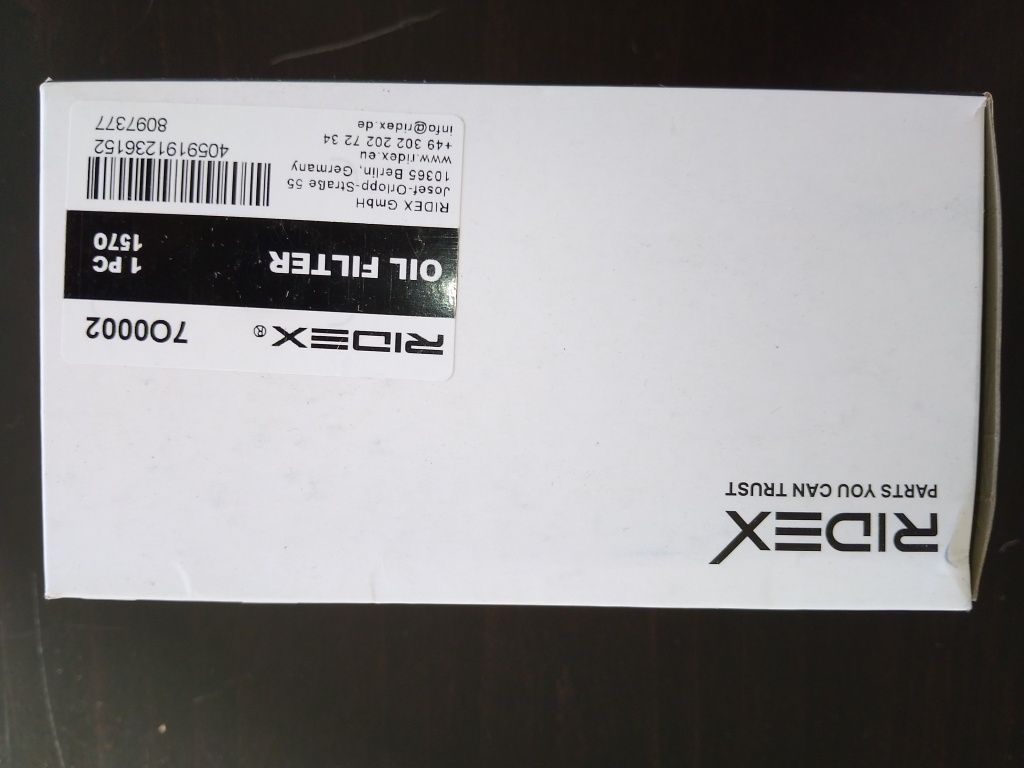 RIDEX
PARTS YOU CAN TRUST
RIDEX® 7O0002
OIL FILTER 1 PC
1570
RIDEX GmbH
Josef-Orlopp-Straße 55
10365 Berlin, Germany
www.ridex.eu
+49 302 202 72 34
info@ridex.de
4059191236152
8097377